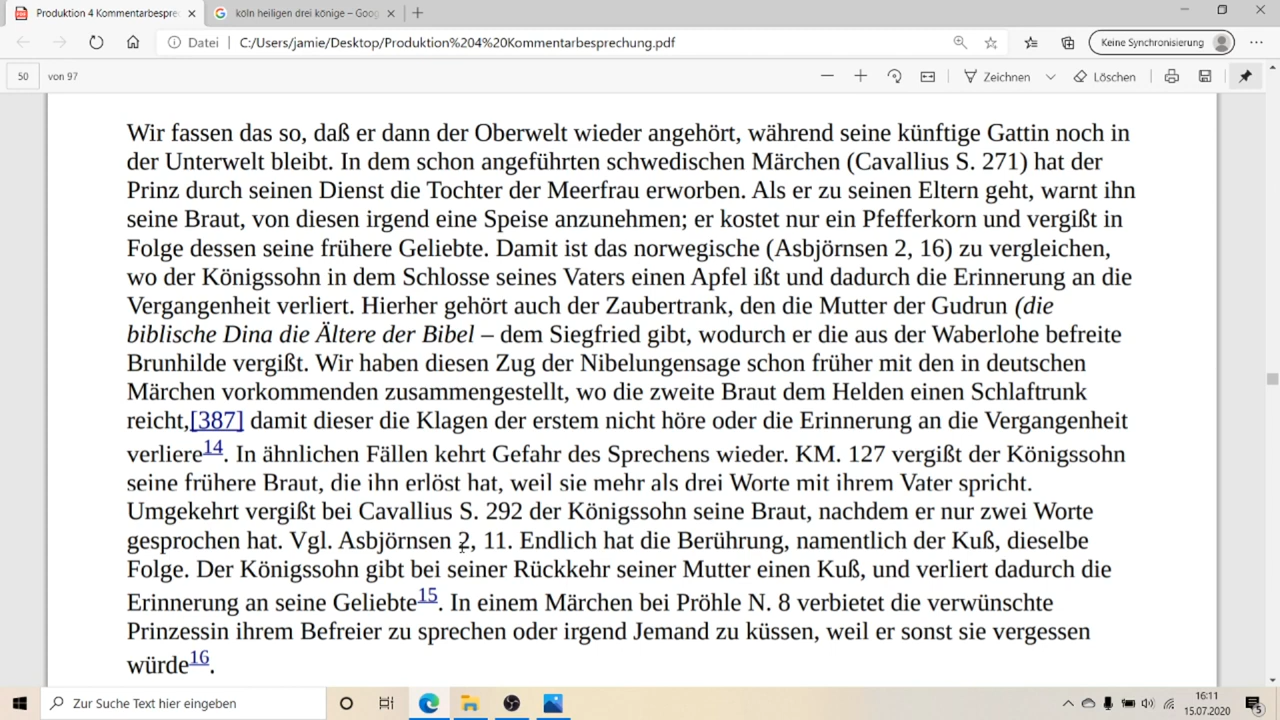 Produktion 4 Kommentarbesprec
köln heiligen drei könige – Goog
Datei
C:/Users/jamie/Desktop/Produktion%204%20Kommentarbesprechung.pdf
Keine Synchronisierung
50 von 97
Zeichnen
Löschen
Wir fassen das so, daß er dann der Oberwelt wieder angehört, während seine künftige Gattin noch in
der Unterwelt bleibt. In dem schon angeführten schwedischen Märchen (Cavallius S. 271) hat der
Prinz durch seinen Dienst die Tochter der Meerfrau erworben. Als er zu seinen Eltern geht, warnt ihn
seine Braut, von diesen irgend eine Speise anzunehmen; er kostet nur ein Pfefferkorn und vergißt in
Folge dessen seine frühere Geliebte. Damit ist das norwegische (Asbjörnsen 2, 16) zu vergleichen,
wo der Königssohn in dem Schlosse seines Vaters einen Apfel ißt und dadurch die Erinnerung an die
Vergangenheit verliert. Hierher gehört auch der Zaubertrank, den die Mutter der Gudrun (die
biblische Dina die Ältere der Bibel – dem Siegfried gibt, wodurch er die aus der Waberlohe befreite
Brunhilde vergißt. Wir haben diesen Zug der Nibelungensage schon früher mit den in deutschen
Märchen vorkommenden zusammengestellt, wo die zweite Braut dem Helden einen Schlaftrunk
reicht,[387] damit dieser die Klagen der erstem nicht höre oder die Erinnerung an die Vergangenheit
verliere14. In ähnlichen Fällen kehrt Gefahr des Sprechens wieder. KM. 127 vergißt der Königssohn
seine frühere Braut, die ihn erlöst hat, weil sie mehr als drei Worte mit ihrem Vater spricht.
Umgekehrt vergißt bei Cavallius S. 292 der Königssohn seine Braut, nachdem er nur zwei Worte
gesprochen hat. Vgl. Asbjörnsen 2, 11. Endlich hat die Berührung, namentlich der Kuß, dieselbe
Folge. Der Königssohn gibt bei seiner Rückkehr seiner Mutter einen Kuß, und verliert dadurch die
Erinnerung an seine Geliebte15. In einem Märchen bei Pröhle N. 8 verbietet die verwünschte
Prinzessin ihrem Befreier zu sprechen oder irgend Jemand zu küssen, weil er sonst sie vergessen
würde16.
Zur Suche Text hier eingeben
16:11
15.07.2020
5